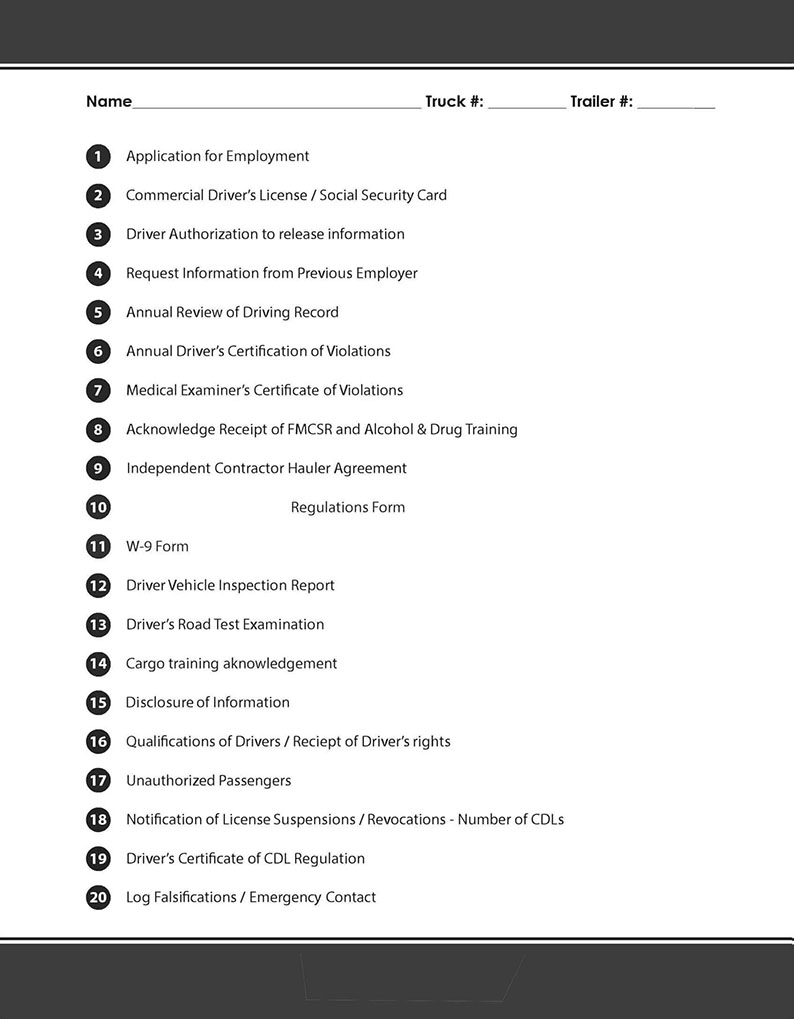 Name__________________________________ Truck #: _________ Trailer #: _________
1 Application for Employment
2 Commercial Driver's License / Social Security Card
3 Driver Authorization to release information
4 Request Information from Previous Employer
5 Annual Review of Driving Record
6 Annual Driver's Certification of Violations
7 Medical Examiner's Certificate of Violations
8 Acknowledge Receipt of FMCSR and Alcohol & Drug Training
9 Independent Contractor Hauler Agreement
10 Regulations Form
11 W-9 Form
12 Driver Vehicle Inspection Report
13 Driver's Road Test Examination
14 Cargo training aknowledgement
15 Disclosure of Information
16 Qualifications of Drivers / Reciept of Driver's rights
17 Unauthorized Passengers
18 Notification of License Suspensions / Revocations - Number of CDLs
19 Driver's Certificate of CDL Regulation
20 Log Falsifications / Emergency Contact